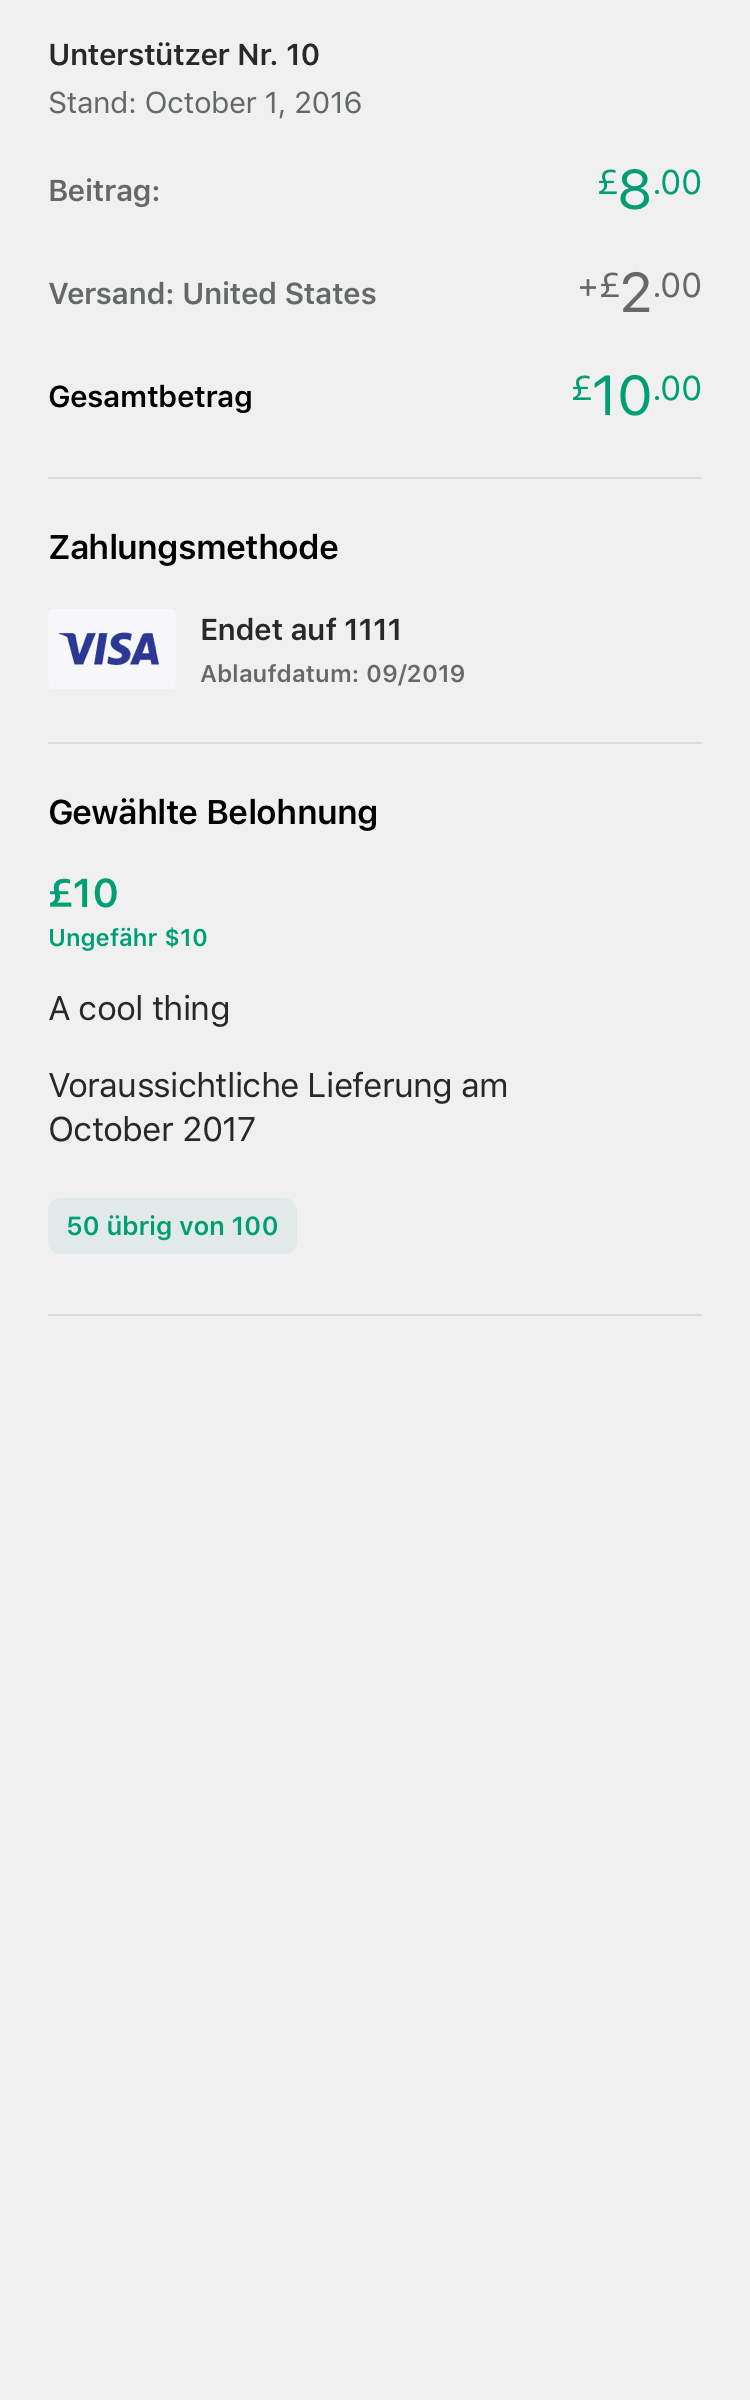 Unterstützer Nr. 10
Stand: October 1, 2016
Beitrag: £8.00
Versand: United States +£2.00
Gesamtbetrag £10.00
Zahlungsmethode
VISA
Endet auf 1111
Ablaufdatum: 09/2019
Gewählte Belohnung
£10
Ungefähr $10
A cool thing
Voraussichtliche Lieferung am
October 2017
50 übrig von 100